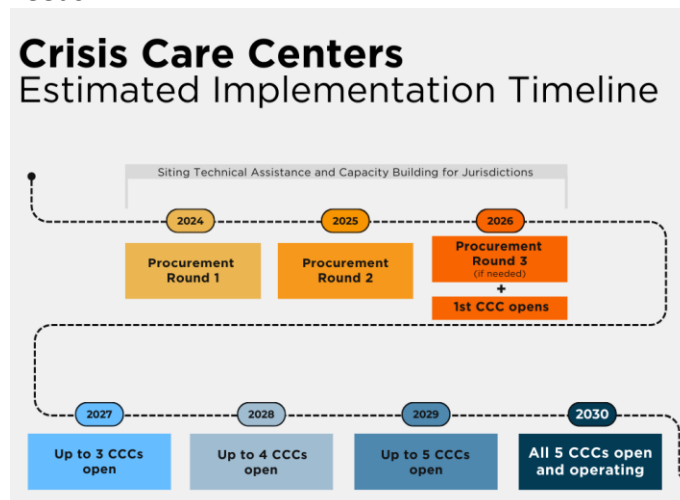 Crisis Care Centers
Estimated Implementation Timeline
Siting Technical Assistance and Capacity Building for Jurisdictions
2024
2025
2026
Procurement
Round 1
Procurement
Round 2
Procurement
Round 3
(if needed)
+
1st CCC opens
2027
2028
2029
2030
Up to 3 CCCs
open
Up to 4 CCCs
open
Up to 5 CCCs
open
All 5 CCCs open
and operating